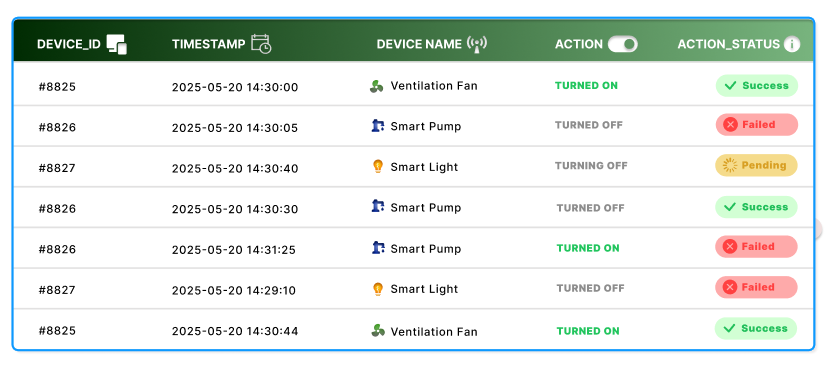 DEVICE_ID TIMESTAMP DEVICE NAME ACTION ACTION_STATUS
#8825 2025-05-20 14:30:00 Ventilation Fan TURNED ON Success
#8826 2025-05-20 14:30:05 Smart Pump TURNED OFF Failed
#8827 2025-05-20 14:30:40 Smart Light TURNING OFF Pending
#8826 2025-05-20 14:30:30 Smart Pump TURNED OFF Success
#8826 2025-05-20 14:31:25 Smart Pump TURNED ON Failed
#8827 2025-05-20 14:29:10 Smart Light TURNED OFF Failed
#8825 2025-05-20 14:30:44 Ventilation Fan TURNED ON Success